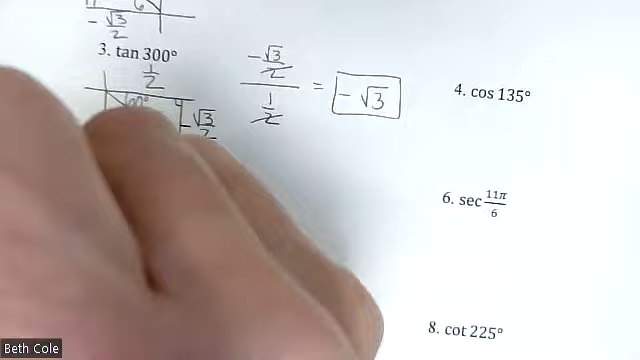 - √3/2
3. tan 300°
1/2
60°
- √3/2
(-√3/2)/(1/2) = - √3
4. cos 135°
6. sec 11π/6
8. cot 225°
Beth Cole